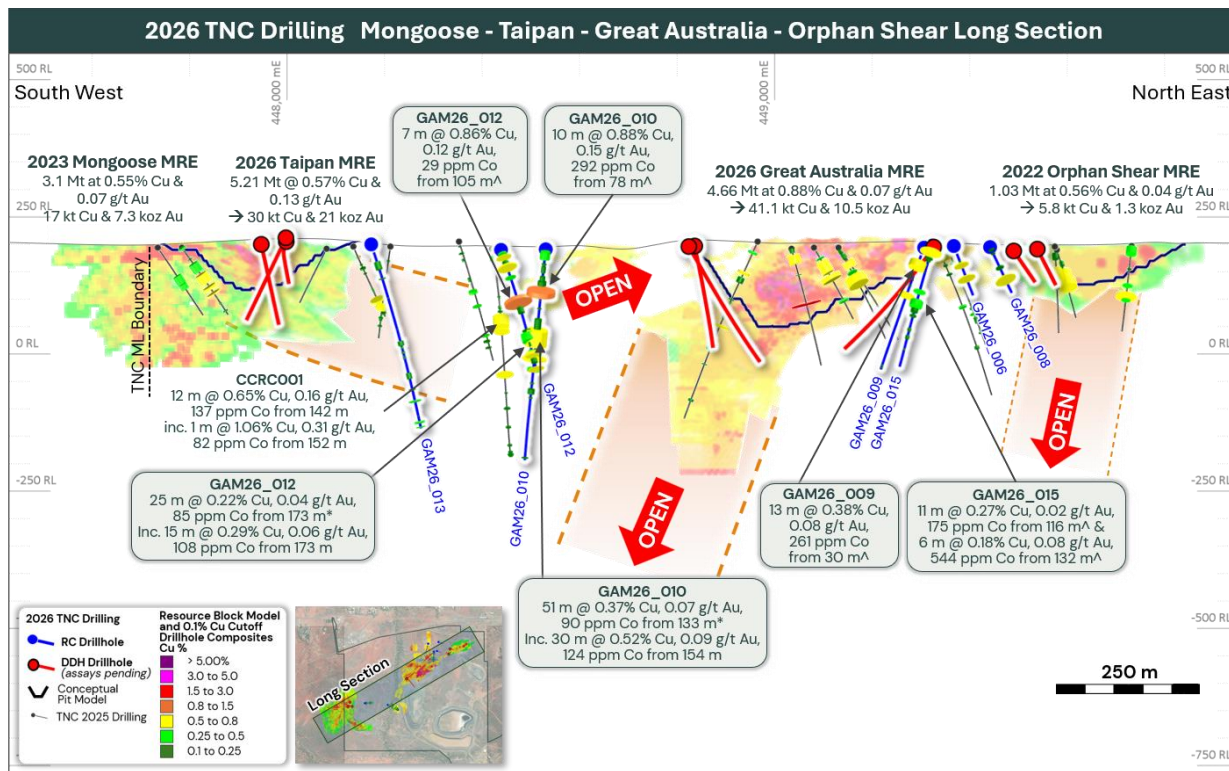 2026 TNC Drilling Mongoose - Taipan - Great Australia - Orphan Shear Long Section
500 RL
500 RL
South West
448,000 mE
449,000 mE
North East
GAM26_012
7 m @ 0.86% Cu,
0.12 g/t Au,
29 ppm Co
from 105 m^
GAM26_010
10 m @ 0.88% Cu,
0.15 g/t Au,
292 ppm Co
from 78 m^
2023 Mongoose MRE
3.1 Mt at 0.55% Cu &
0.07 g/t Au
17 kt Cu & 7.3 koz Au
2026 Taipan MRE
5.21 Mt @ 0.57% Cu &
0.13 g/t Au
→ 30 kt Cu & 21 koz Au
2026 Great Australia MRE
4.66 Mt at 0.88% Cu & 0.07 g/t Au
→ 41.1 kt Cu & 10.5 koz Au
2022 Orphan Shear MRE
1.03 Mt at 0.56% Cu & 0.04 g/t Au
→ 5.8 kt Cu & 1.3 koz Au
250 RL
250 RL
OPEN
TNC ML Boundary
0 RL
0 RL
CCRC001
12 m @ 0.65% Cu, 0.16 g/t Au,
137 ppm Co from 142 m
inc. 1 m @ 1.06% Cu, 0.31 g/t Au,
82 ppm Co from 152 m
GAM26_013
GAM26_012
GAM26_010
GAM26_009
GAM26_015
GAM26_006
GAM26_008
OPEN
OPEN
-250 RL
-250 RL
GAM26_012
25 m @ 0.22% Cu, 0.04 g/t Au,
85 ppm Co from 173 m*
Inc. 15 m @ 0.29% Cu, 0.06 g/t Au,
108 ppm Co from 173 m
GAM26_009
13 m @ 0.38% Cu,
0.08 g/t Au,
261 ppm Co
from 30 m^
GAM26_015
11 m @ 0.27% Cu, 0.02 g/t Au,
175 ppm Co from 116 m^ &
6 m @ 0.18% Cu, 0.08 g/t Au,
544 ppm Co from 132 m^
GAM26_010
51 m @ 0.37% Cu, 0.07 g/t Au,
90 ppm Co from 133 m*
Inc. 30 m @ 0.52% Cu, 0.09 g/t Au,
124 ppm Co from 154 m
-500 RL
2026 TNC Drilling
RC Drillhole
DDH Drillhole
(assays pending)
Conceptual
Pit Model
TNC 2025 Drilling
Resource Block Model
and 0.1% Cu Cutoff
Drillhole Composites
Cu %
> 5.00%
3.0 to 5.0
1.5 to 3.0
0.8 to 1.5
0.5 to 0.8
0.25 to 0.5
0.1 to 0.25
Long Section
250 m
-750 RL